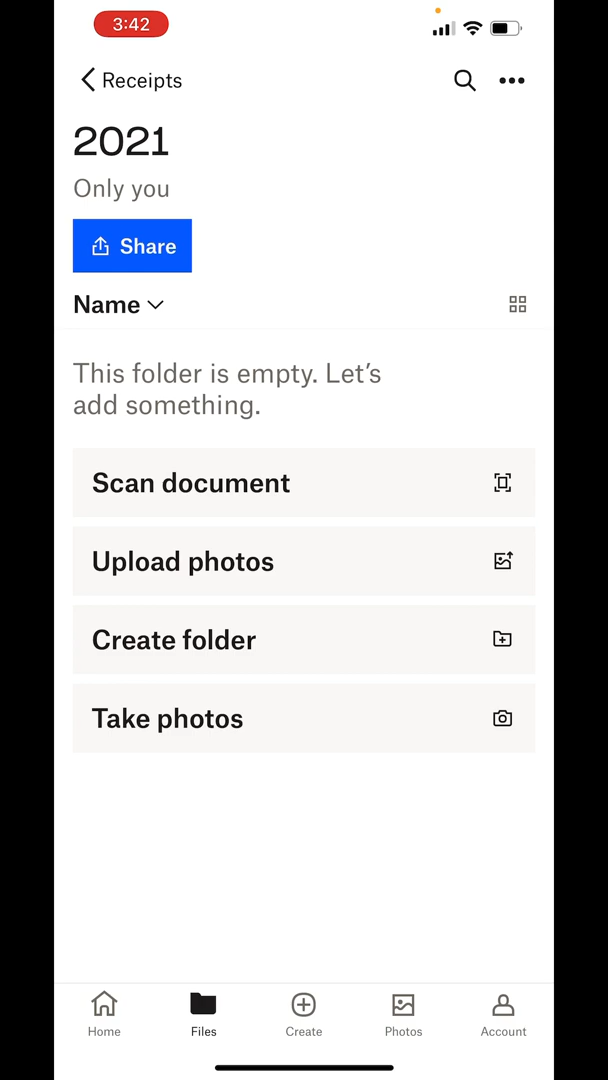 3:42
Receipts
2021
Only you
Share
Name
This folder is empty. Let’s
add something.
Scan document
Upload photos
Create folder
Take photos
Home Files Create Photos Account